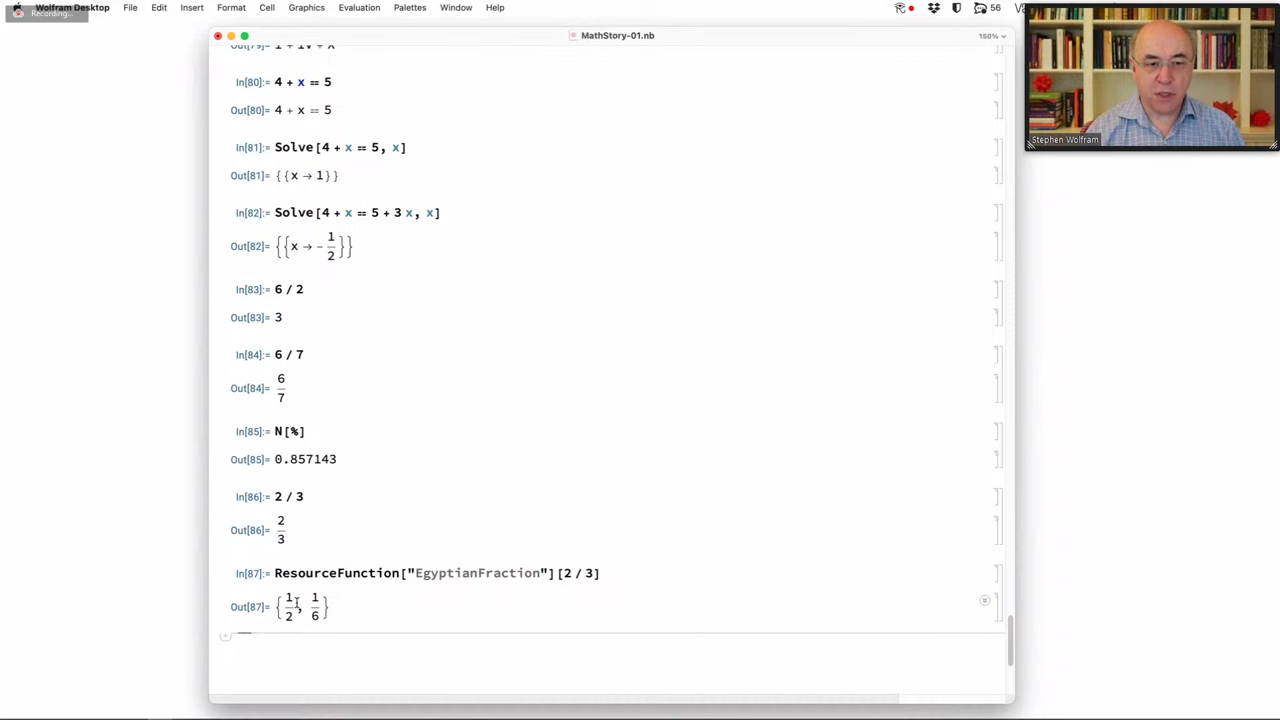 Wolfram Desktop File Edit Insert Format Cell Graphics Evaluation Palettes Window Help 56
Recording...
MathStory-01.nb
150%
Stephen Wolfram
In[80]:= 4 + x == 5
Out[80]= 4 + x == 5
In[81]:= Solve[4 + x == 5, x]
Out[81]= {{x → 1}}
In[82]:= Solve[4 + x == 5 + 3 x, x]
Out[82]= {{x → - 1/2}}
In[83]:= 6 / 2
Out[83]= 3
In[84]:= 6 / 7
Out[84]= 6/7
In[85]:= N[%]
Out[85]= 0.857143
In[86]:= 2 / 3
Out[86]= 2/3
In[87]:= ResourceFunction["EgyptianFraction"][2 / 3]
Out[87]= {1/2, 1/6}